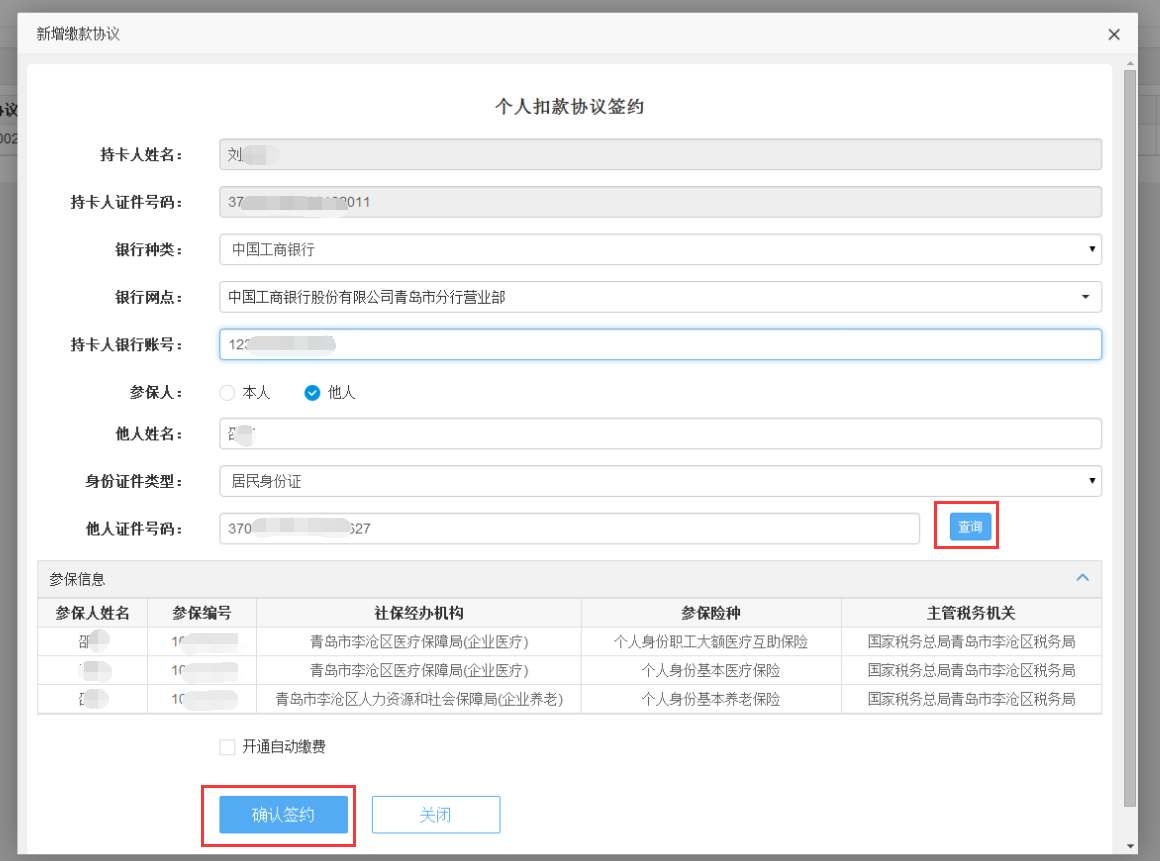 新增缴款协议
协议
个人扣款协议签约
002
持卡人姓名： 刘
持卡人证件号码： 37 2011
银行种类： 中国工商银行
银行网点： 中国工商银行股份有限公司青岛市分行营业部
持卡人银行账号： 123
参保人： 本人 他人
他人姓名： 邵
身份证件类型： 居民身份证
他人证件号码： 370 627 查询
参保信息
参保人姓名 参保编号 社保经办机构 参保险种 主管税务机关
邵 10 青岛市李沧区医疗保障局(企业医疗) 个人身份职工大额医疗互助保险 国家税务总局青岛市李沧区税务局
10 青岛市李沧区医疗保障局(企业医疗) 个人身份基本医疗保险 国家税务总局青岛市李沧区税务局
10 青岛市李沧区人力资源和社会保障局(企业养老) 个人身份基本养老保险 国家税务总局青岛市李沧区税务局
开通自动缴费
确认签约 关闭